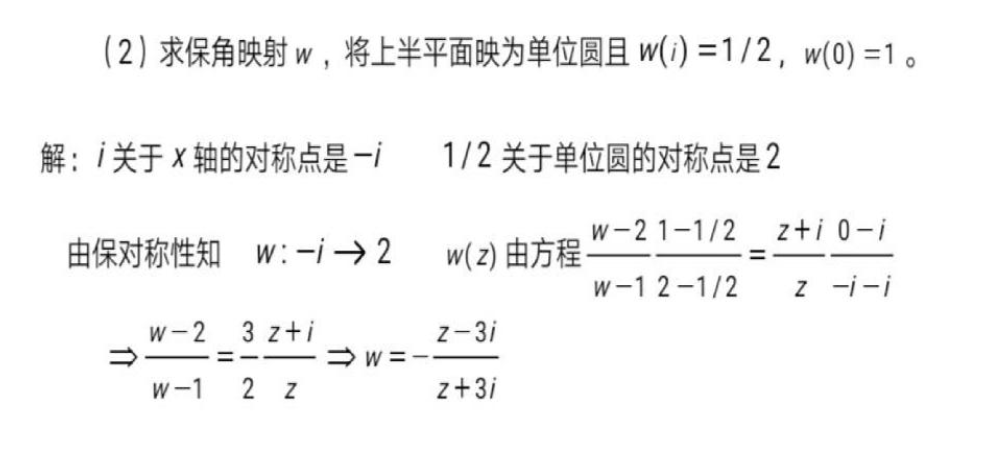 (2) 求保角映射 w ，将上半平面映为单位圆且 w(i) =1/2， w(0) =1 。
解： i 关于 x 轴的对称点是 -i 1/2 关于单位圆的对称点是 2
由保对称性知 w : -i → 2 w(z) 由方程 \frac{w-2}{w-1} \frac{1-1/2}{2-1/2} = \frac{z+i}{z} \frac{0-i}{-i-i}
⇒ \frac{w-2}{w-1} = \frac{3}{2} \frac{z+i}{z} ⇒ w = -\frac{z-3i}{z+3i}